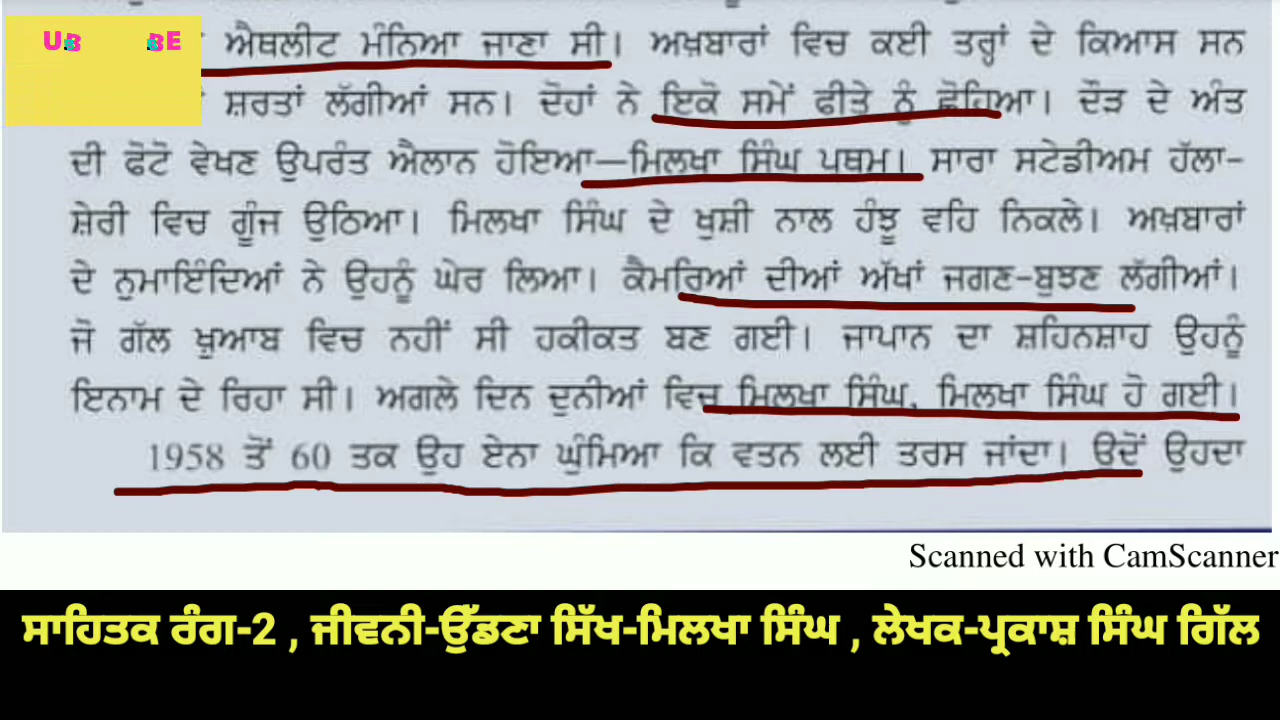 UB BE
ਐਥਲੀਟ ਮੰਨਿਆ ਜਾਣਾ ਸੀ। ਅਖ਼ਬਾਰਾਂ ਵਿਚ ਕਈ ਤਰ੍ਹਾਂ ਦੇ ਕਿਆਸ ਸਨ
ਸ਼ਰਤਾਂ ਲੱਗੀਆਂ ਸਨ। ਦੋਹਾਂ ਨੇ ਇਕੋ ਸਮੇਂ ਫੀਤੇ ਨੂੰ ਛੋਹਿਆ। ਦੌੜ ਦੇ ਅੰਤ
ਦੀ ਫੋਟੋ ਵੇਖਣ ਉਪਰੰਤ ਐਲਾਨ ਹੋਇਆ—ਮਿਲਖਾ ਸਿੰਘ ਪਥਮ। ਸਾਰਾ ਸਟੇਡੀਅਮ ਹੱਲਾ-
ਸ਼ੇਰੀ ਵਿਚ ਗੂੰਜ ਉਠਿਆ। ਮਿਲਖਾ ਸਿੰਘ ਦੇ ਖੁਸ਼ੀ ਨਾਲ ਹੰਝੂ ਵਹਿ ਨਿਕਲੇ। ਅਖ਼ਬਾਰਾਂ
ਦੇ ਨੁਮਾਇੰਦਿਆਂ ਨੇ ਉਹਨੂੰ ਘੇਰ ਲਿਆ। ਕੈਮਰਿਆਂ ਦੀਆਂ ਅੱਖਾਂ ਜਗਣ-ਬੁਝਣ ਲੱਗੀਆਂ।
ਜੋ ਗੱਲ ਖ਼ੁਆਬ ਵਿਚ ਨਹੀਂ ਸੀ ਹਕੀਕਤ ਬਣ ਗਈ। ਜਾਪਾਨ ਦਾ ਸ਼ਹਿਨਸ਼ਾਹ ਉਹਨੂੰ
ਇਨਾਮ ਦੇ ਰਿਹਾ ਸੀ। ਅਗਲੇ ਦਿਨ ਦੁਨੀਆਂ ਵਿਚ ਮਿਲਖਾ ਸਿੰਘ, ਮਿਲਖਾ ਸਿੰਘ ਹੋ ਗਈ।
1958 ਤੋਂ 60 ਤਕ ਉਹ ਏਨਾ ਘੁੰਮਿਆ ਕਿ ਵਤਨ ਲਈ ਤਰਸ ਜਾਂਦਾ। ਉਦੋਂ ਉਹਦਾ
Scanned with CamScanner
ਸਾਹਿਤਕ ਰੰਗ-2 , ਜੀਵਨੀ-ਉੱਡਣਾ ਸਿੱਖ-ਮਿਲਖਾ ਸਿੰਘ , ਲੇਖਕ-ਪ੍ਰਕਾਸ਼ ਸਿੰਘ ਗਿੱਲ